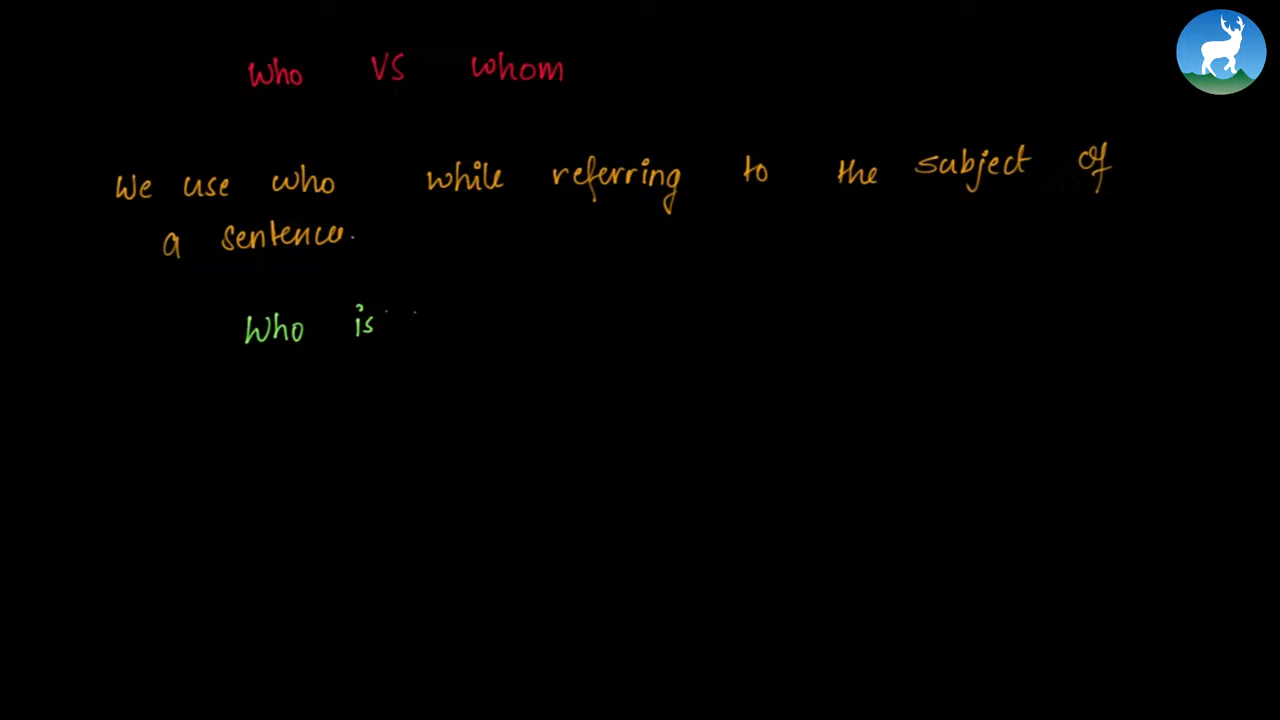 Who VS whom
We use who while referring to the subject of
a sentence.
Who is